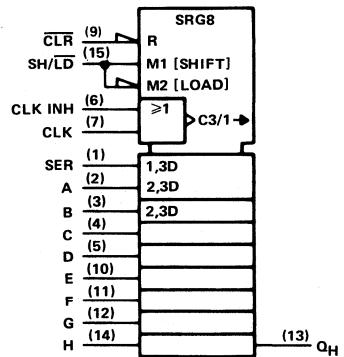 SRG8
CLR (9) R
SH/LD (15) M1 [SHIFT]
M2 [LOAD]
CLK INH (6) ≥1
CLK (7) C3/1
SER (1) 1,3D
A (2) 2,3D
B (3) 2,3D
C (4)
D (5)
E (10)
F (11)
G (12)
H (14) (13) QH